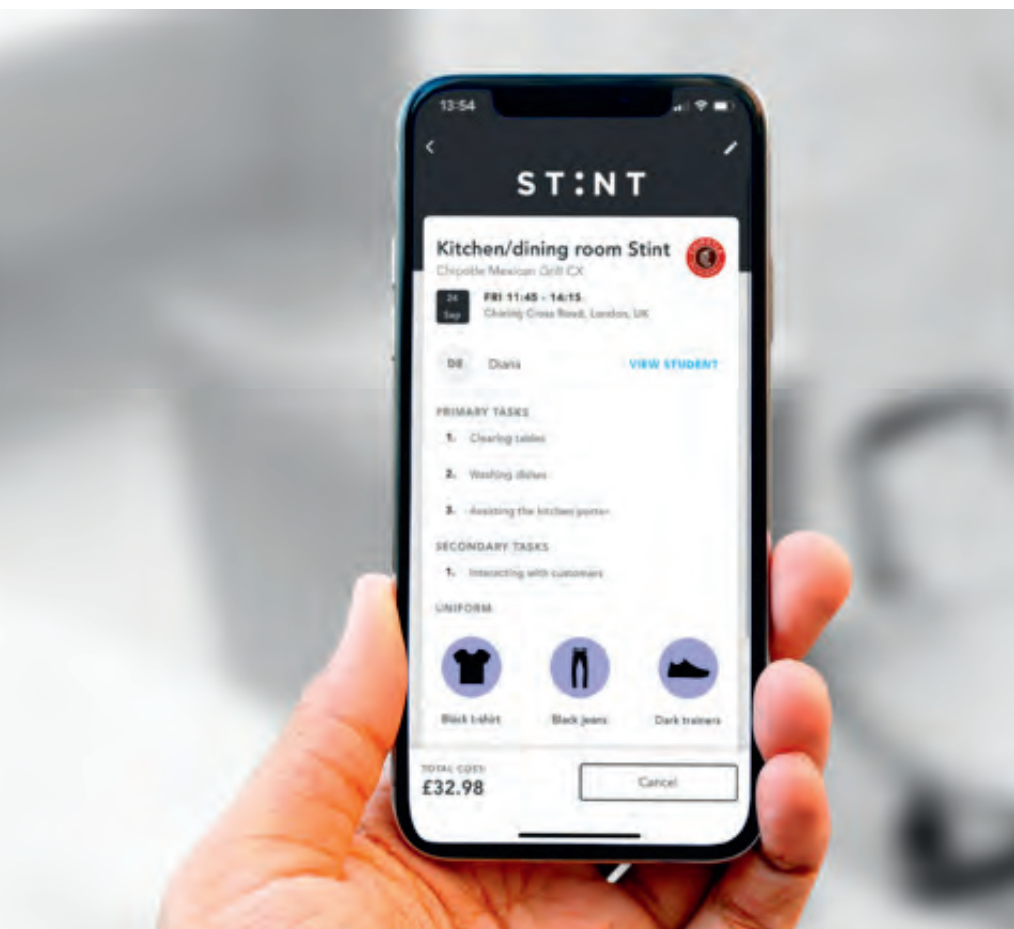 13:54
ST:NT
Kitchen/dining room Stint
Chipotle Mexican Grill CX
24
Sep
FRI 11:45 - 14:15
Charing Cross Road, London, UK
DE
Diana
VIEW STUDENT
PRIMARY TASKS
1. Clearing tables
2. Washing dishes
3. Assisting the kitchen porter
SECONDARY TASKS
1. Interacting with customers
UNIFORM
Black t-shirt
Black jeans
Dark trainers
TOTAL COST
£32.98
Cancel